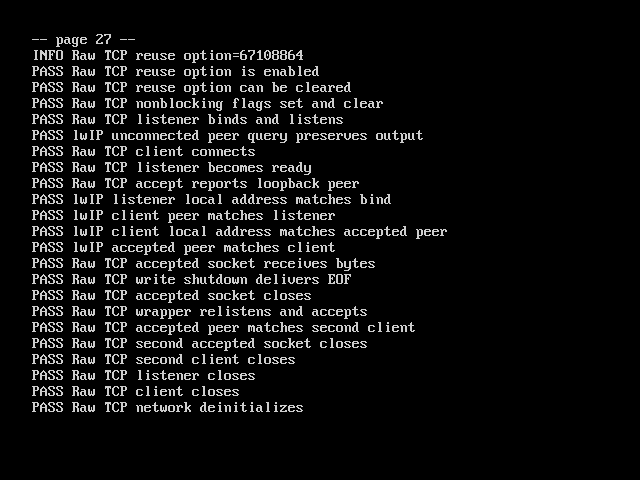 -- page 27 --
INFO Raw TCP reuse option=67108864
PASS Raw TCP reuse option is enabled
PASS Raw TCP reuse option can be cleared
PASS Raw TCP nonblocking flags set and clear
PASS Raw TCP listener binds and listens
PASS lwIP unconnected peer query preserves output
PASS Raw TCP client connects
PASS Raw TCP listener becomes ready
PASS Raw TCP accept reports loopback peer
PASS lwIP listener local address matches bind
PASS lwIP client peer matches listener
PASS lwIP client local address matches accepted peer
PASS lwIP accepted peer matches client
PASS Raw TCP accepted socket receives bytes
PASS Raw TCP write shutdown delivers EOF
PASS Raw TCP accepted socket closes
PASS Raw TCP wrapper relistens and accepts
PASS Raw TCP accepted peer matches second client
PASS Raw TCP second accepted socket closes
PASS Raw TCP second client closes
PASS Raw TCP listener closes
PASS Raw TCP client closes
PASS Raw TCP network deinitializes